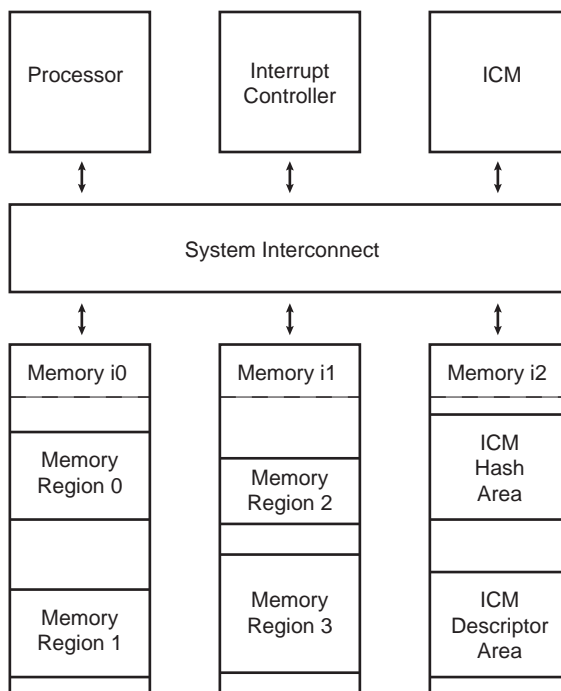 Processor
Interrupt
Controller
ICM
System Interconnect
Memory i0
Memory i1
Memory i2
Memory
Region 0
Memory
Region 2
ICM
Hash
Area
Memory
Region 1
Memory
Region 3
ICM
Descriptor
Area